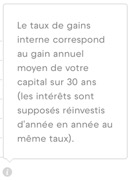 Le taux de gains
interne correspond
au gain annuel
moyen de votre
capital sur 30 ans
(les intérêts sont
supposés réinvestis
d'année en année au
même taux).